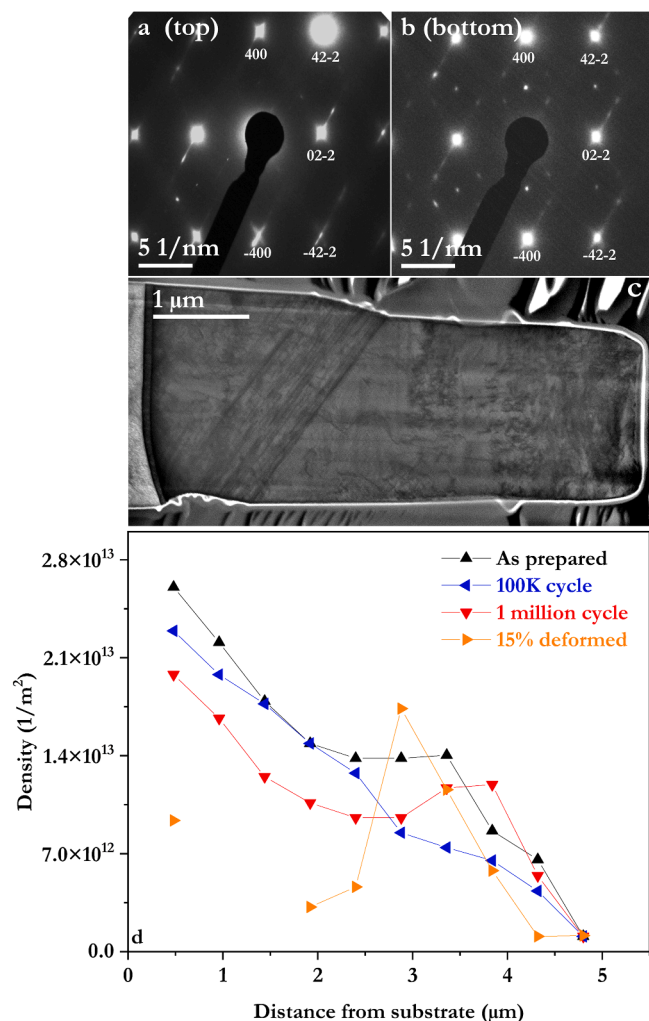 a (top)
400
42-2
02-2
-400
-42-2
5 1/nm
b (bottom)
400
42-2
02-2
-400
-42-2
5 1/nm
c
1 µm
As prepared
100K cycle
1 million cycle
15% deformed
2.8×10¹³
2.1×10¹³
1.4×10¹³
7.0×10¹²
0.0
Density (1/m²)
d
0 1 2 3 4 5
Distance from substrate (µm)